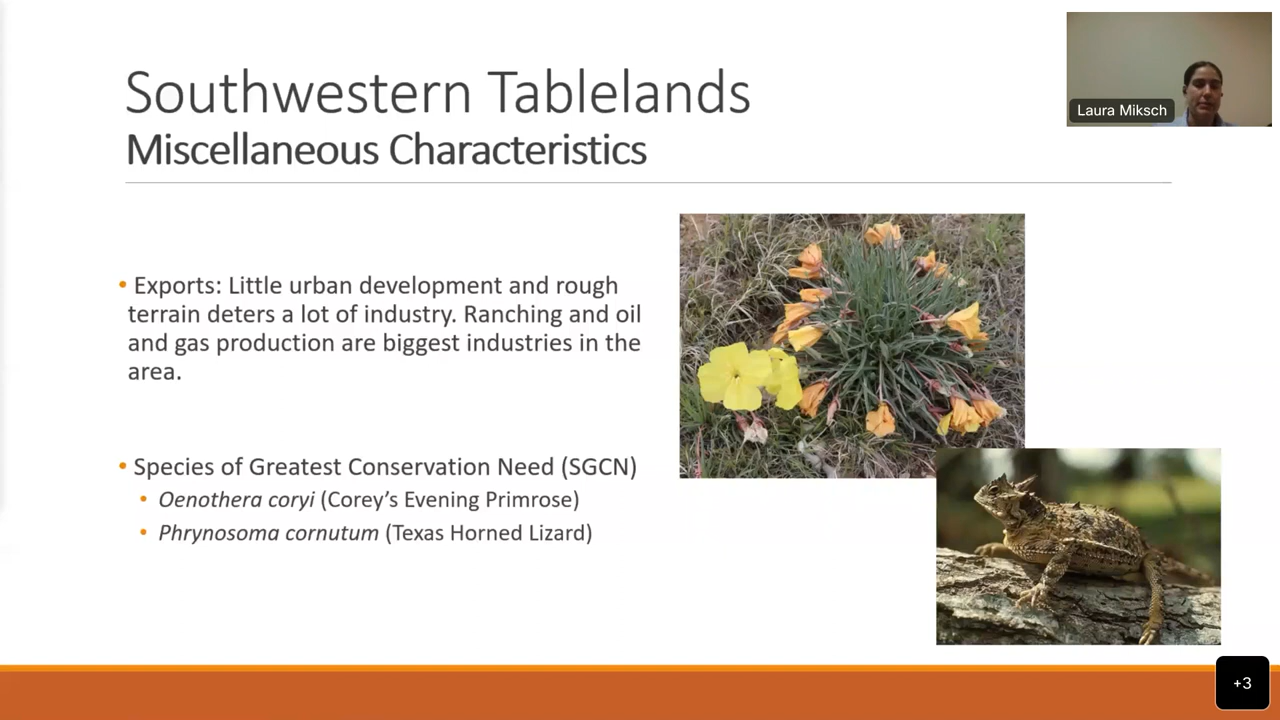 Southwestern Tablelands
Miscellaneous Characteristics
Laura Miksch
• Exports: Little urban development and rough
terrain deters a lot of industry. Ranching and oil
and gas production are biggest industries in the
area.
• Species of Greatest Conservation Need (SGCN)
• Oenothera coryi (Corey’s Evening Primrose)
• Phrynosoma cornutum (Texas Horned Lizard)
+3